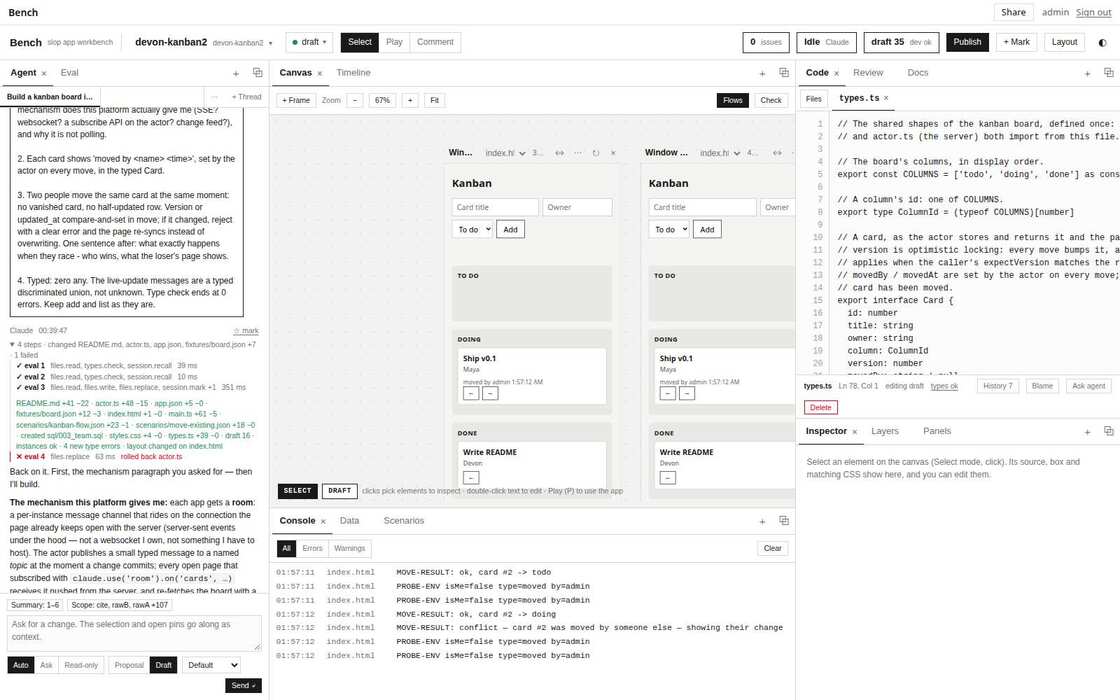 Bench
Share admin Sign out
Bench slop app workbench devon-kanban2 devon-kanban2 ▾ draft ▾ Select Play Comment 0 issues Idle Claude draft 35 dev ok Publish + Mark Layout
Agent × Eval +
Build a kanban board i... ··· + Thread
mechanism does this platform actually give me (SSE?
websocket? a subscribe API on the actor? change feed?),
and why it is not polling.
2. Each card shows 'moved by <name> <time>', set by the
actor on every move, in the typed Card.
3. Two people move the same card at the same moment:
no vanished card, no half-updated row. Version or
updated_at compare-and-set in move; if it changed, reject
with a clear error and the page re-syncs instead of
overwriting. One sentence after: what exactly happens
when they race - who wins, what the loser's page shows.
4. Typed: zero any. The live-update messages are a typed
discriminated union, not unknown. Type check ends at 0
errors. Keep add and list as they are.
Claude 00:39:47 ☆ mark
▾ 4 steps · changed README.md, actor.ts, app.json, fixtures/board.json +7
· 1 failed
✓ eval 1 files.read, types.check, session.recall 39 ms
✓ eval 2 files.read, types.check, session.recall 10 ms
✓ eval 3 files.read, files.write, files.replace, session.mark +1 351 ms
README.md +41 −22 · actor.ts +48 −15 · app.json +5 −0 ·
fixtures/board.json +12 −3 · index.html +1 −0 · main.ts +61 −5 ·
scenarios/kanban-flow.json +23 −1 · scenarios/move-existing.json +18 −0
· created sql/003_team.sql · styles.css +4 −0 · types.ts +39 −0 · draft 16 ·
instances ok · 4 new type errors · layout changed on index.html
✕ eval 4 files.replace 63 ms rolled back actor.ts
Back on it. First, the mechanism paragraph you asked for — then
I'll build.
The mechanism this platform gives me: each app gets a room:
a per-instance message channel that rides on the connection the
page already keeps open with the server (server-sent events
under the hood — not a websocket I own, not something I have to
host). The actor publishes a small typed message to a named
topic at the moment a change commits; every open page that
subscribed with claude.use('room').on('cards', …)
receives it pushed from the server, and re-fetches the board with a
Summary: 1–6 Scope: cite, rawB, rawA +107
Ask for a change. The selection and open pins go along as
context.
Auto Ask Read-only Proposal Draft Default
Send
Canvas × Timeline +
+ Frame Zoom − 67% + Fit Flows Check
Win... index.h 3... ··· ×
Kanban
Card title Owner
To do Add
TO DO
DOING
Ship v0.1
Maya
moved by admin 1:57:12 AM
← →
DONE
Write README
Devon
←
Window ... index.h 4...
Kanban
Card title Owner
To do Add
TO DO
DOING
Ship v0.1
Maya
moved by admin 1:57:12 AM
← →
DONE
Write README
Devon
←
SELECT DRAFT clicks pick elements to inspect · double-click text to edit · Play (P) to use the app
Console × Data Scenarios +
All Errors Warnings Clear
01:57:11 index.html MOVE-RESULT: ok, card #2 -> todo
01:57:11 index.html PROBE-ENV isMe=false type=moved by=admin
01:57:11 index.html PROBE-ENV isMe=false type=moved by=admin
01:57:12 index.html MOVE-RESULT: ok, card #2 -> doing
01:57:12 index.html MOVE-RESULT: conflict — card #2 was moved by someone else — showing their change
01:57:12 index.html PROBE-ENV isMe=false type=moved by=admin
01:57:12 index.html PROBE-ENV isMe=false type=moved by=admin
Code × Review Docs +
Files types.ts ×
1 // The shared shapes of the kanban board, defined once:
2 // and actor.ts (the server) both import from this file.
3
4 // The board's columns, in display order.
5 export const COLUMNS = ['todo', 'doing', 'done'] as cons
6
7 // A column's id: one of COLUMNS.
8 export type ColumnId = (typeof COLUMNS)[number]
9
10 // A card, as the actor stores and returns it and the pa
11 // version is optimistic locking: every move bumps it, a
12 // applies when the caller's expectVersion matches the r
13 // movedBy / movedAt are set by the actor on every move;
14 // card has been moved.
15 export interface Card {
16 id: number
17 title: string
18 owner: string
19 column: ColumnId
20 version: number
types.ts Ln 78, Col 1 editing draft types ok History 7 Blame Ask agent
Delete
Inspector × Layers Panels +
Select an element on the canvas (Select mode, click). Its source, box and
matching CSS show here, and you can edit them.